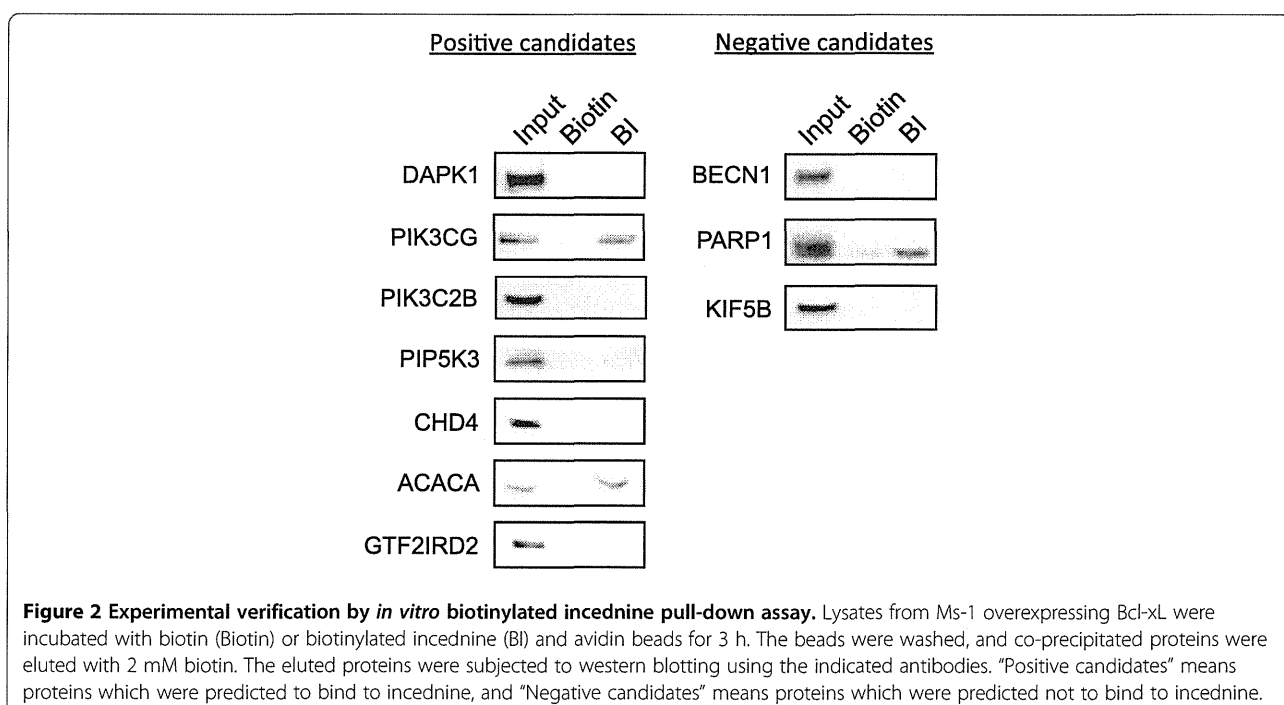 Positive candidates
Negative candidates
Input Biotin BI
Input Biotin BI
DAPK1
PIK3CG
PIK3C2B
PIP5K3
CHD4
ACACA
GTF2IRD2
BECN1
PARP1
KIF5B
Figure 2 Experimental verification by in vitro biotinylated incednine pull-down assay. Lysates from Ms-1 overexpressing Bcl-xL were
incubated with biotin (Biotin) or biotinylated incednine (BI) and avidin beads for 3 h. The beads were washed, and co-precipitated proteins were
eluted with 2 mM biotin. The eluted proteins were subjected to western blotting using the indicated antibodies. “Positive candidates” means
proteins which were predicted to bind to incednine, and “Negative candidates” means proteins which were predicted not to bind to incednine.